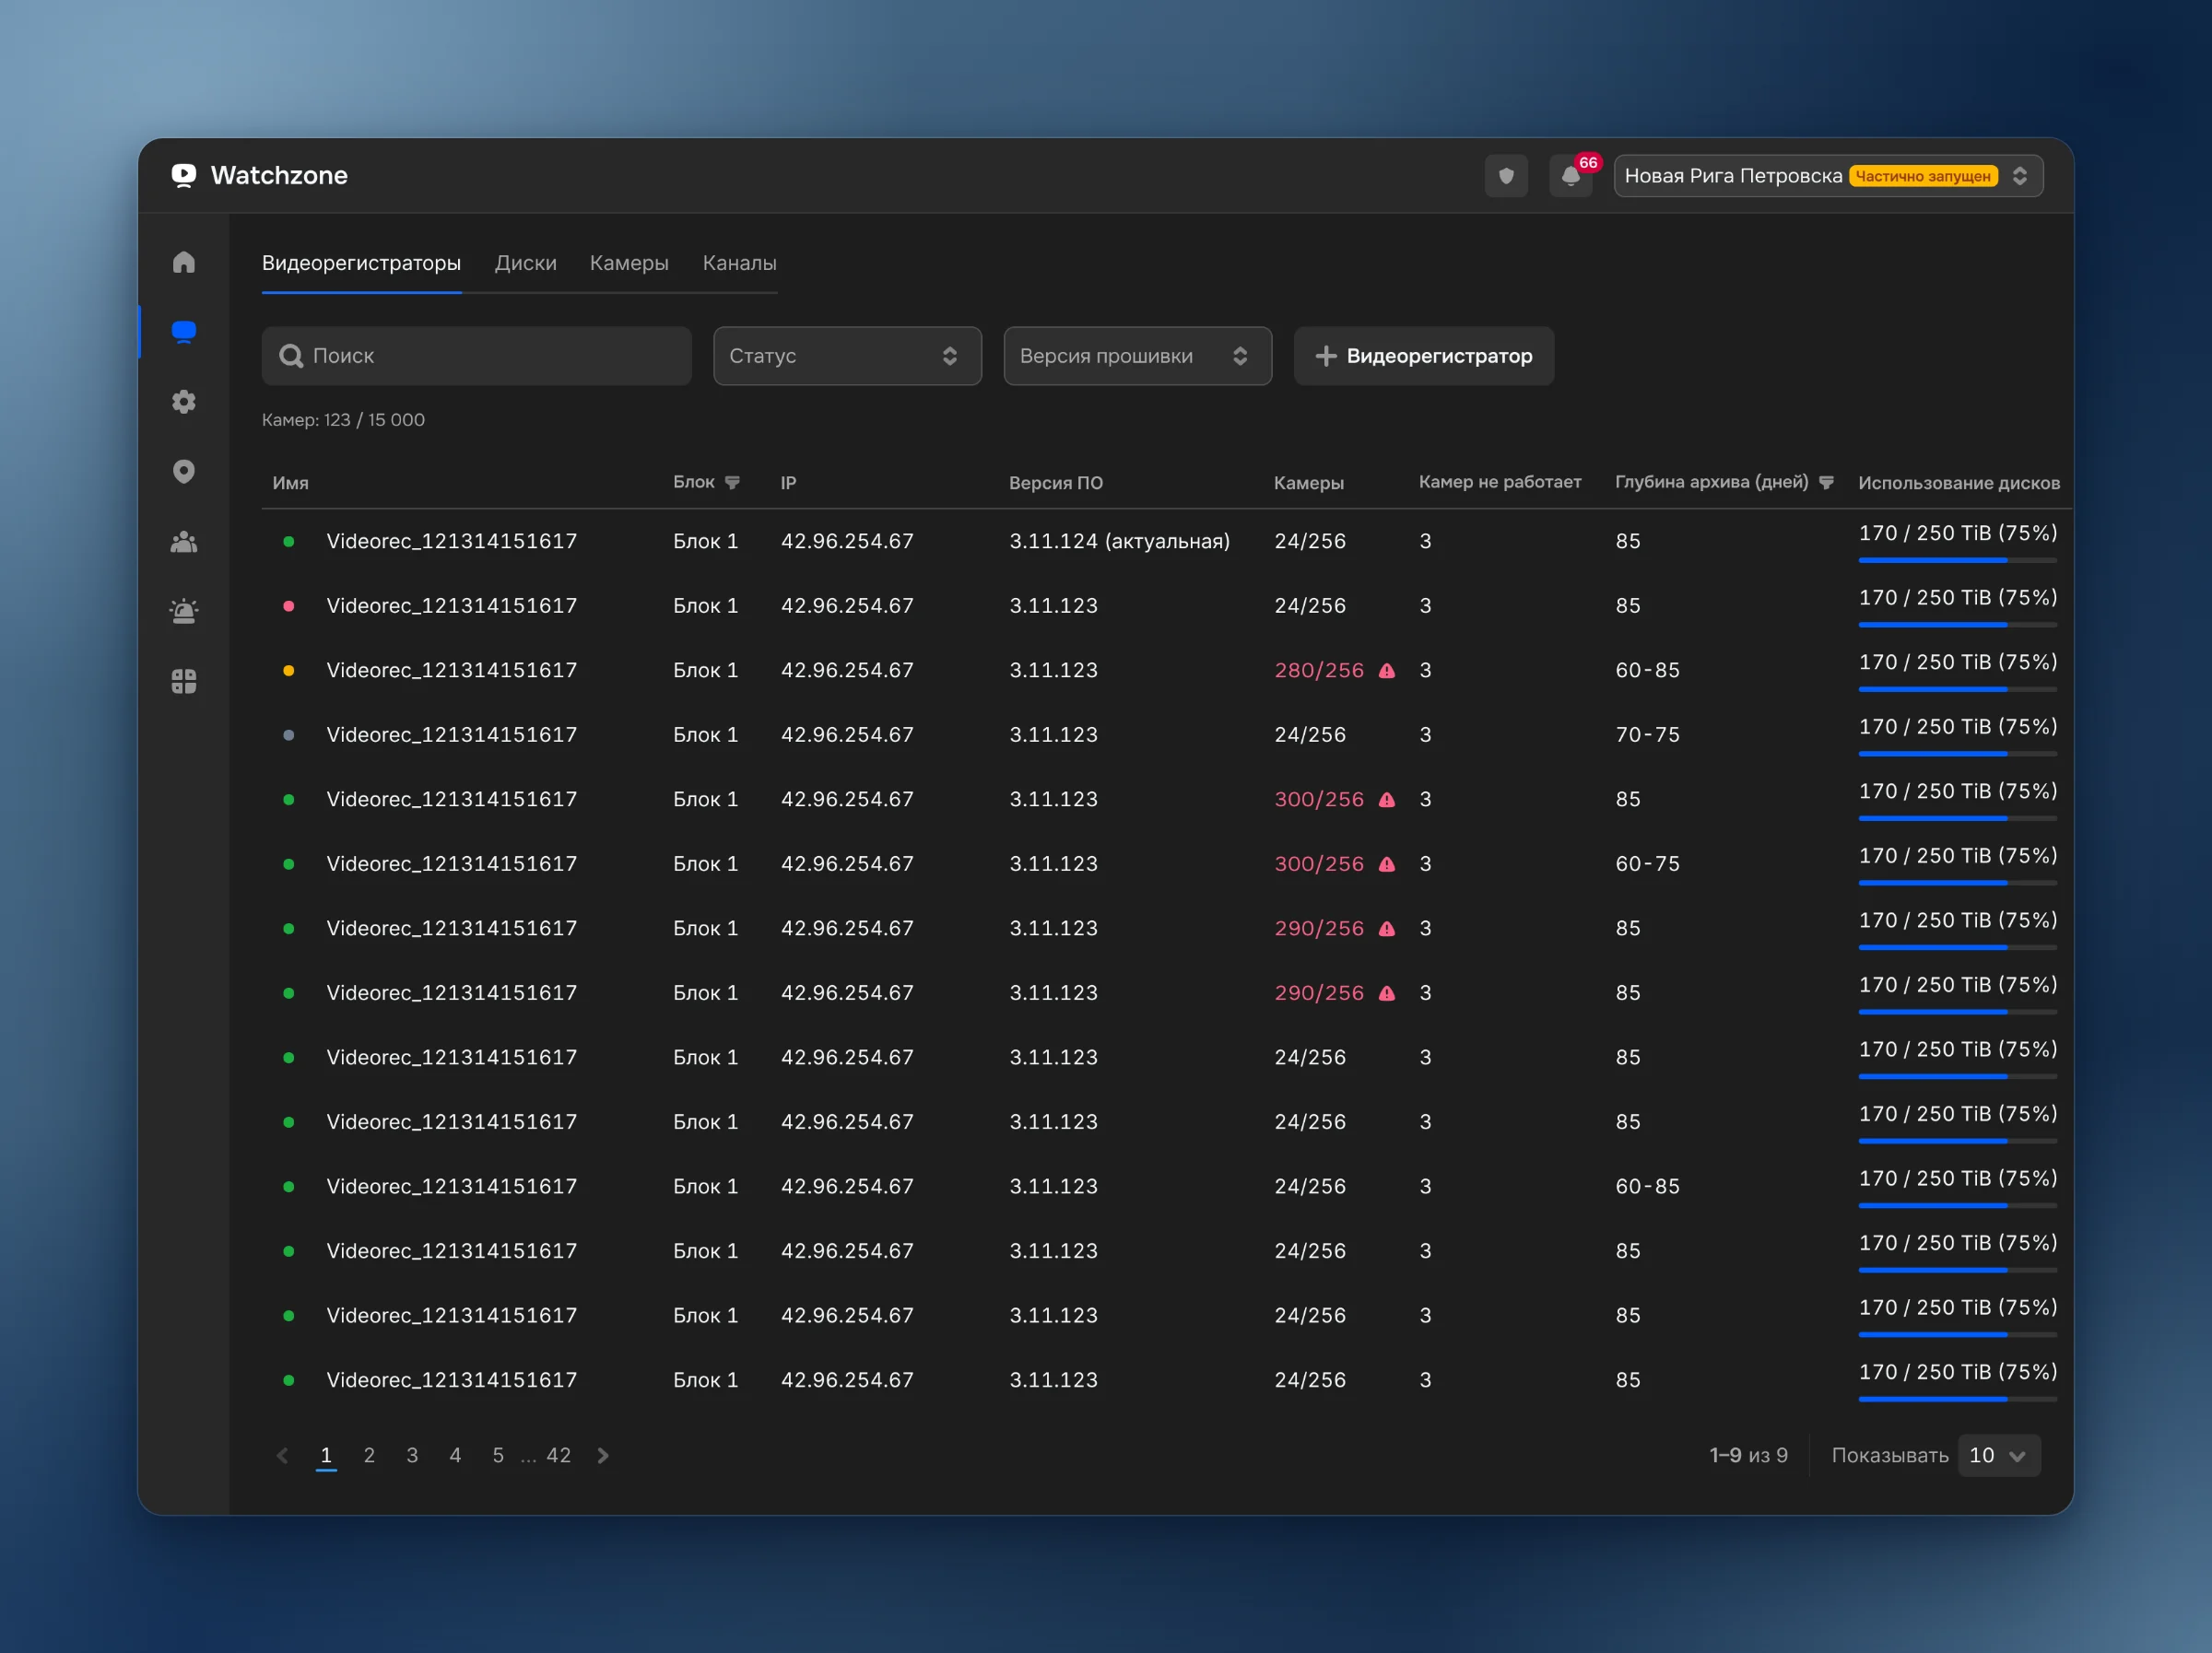 Watchzone
66
Новая Рига Петровска Частично запущен
Видеорегистраторы Диски Камеры Каналы
Поиск Статус Версия прошивки Видеорегистратор
Камер: 123 / 15 000
Имя Блок IP Версия ПО Камеры Камер не работает Глубина архива (дней) Использование дисков
Videorec_121314151617 Блок 1 42.96.254.67 3.11.124 (актуальная) 24/256 3 85 170 / 250 TiB (75%)
Videorec_121314151617 Блок 1 42.96.254.67 3.11.123 24/256 3 85 170 / 250 TiB (75%)
Videorec_121314151617 Блок 1 42.96.254.67 3.11.123 280/256 3 60-85 170 / 250 TiB (75%)
Videorec_121314151617 Блок 1 42.96.254.67 3.11.123 24/256 3 70-75 170 / 250 TiB (75%)
Videorec_121314151617 Блок 1 42.96.254.67 3.11.123 300/256 3 85 170 / 250 TiB (75%)
Videorec_121314151617 Блок 1 42.96.254.67 3.11.123 300/256 3 60-75 170 / 250 TiB (75%)
Videorec_121314151617 Блок 1 42.96.254.67 3.11.123 290/256 3 85 170 / 250 TiB (75%)
Videorec_121314151617 Блок 1 42.96.254.67 3.11.123 290/256 3 85 170 / 250 TiB (75%)
Videorec_121314151617 Блок 1 42.96.254.67 3.11.123 24/256 3 85 170 / 250 TiB (75%)
Videorec_121314151617 Блок 1 42.96.254.67 3.11.123 24/256 3 85 170 / 250 TiB (75%)
Videorec_121314151617 Блок 1 42.96.254.67 3.11.123 24/256 3 60-85 170 / 250 TiB (75%)
Videorec_121314151617 Блок 1 42.96.254.67 3.11.123 24/256 3 85 170 / 250 TiB (75%)
Videorec_121314151617 Блок 1 42.96.254.67 3.11.123 24/256 3 85 170 / 250 TiB (75%)
Videorec_121314151617 Блок 1 42.96.254.67 3.11.123 24/256 3 85 170 / 250 TiB (75%)
1 2 3 4 5 ... 42 1–9 из 9 Показывать 10